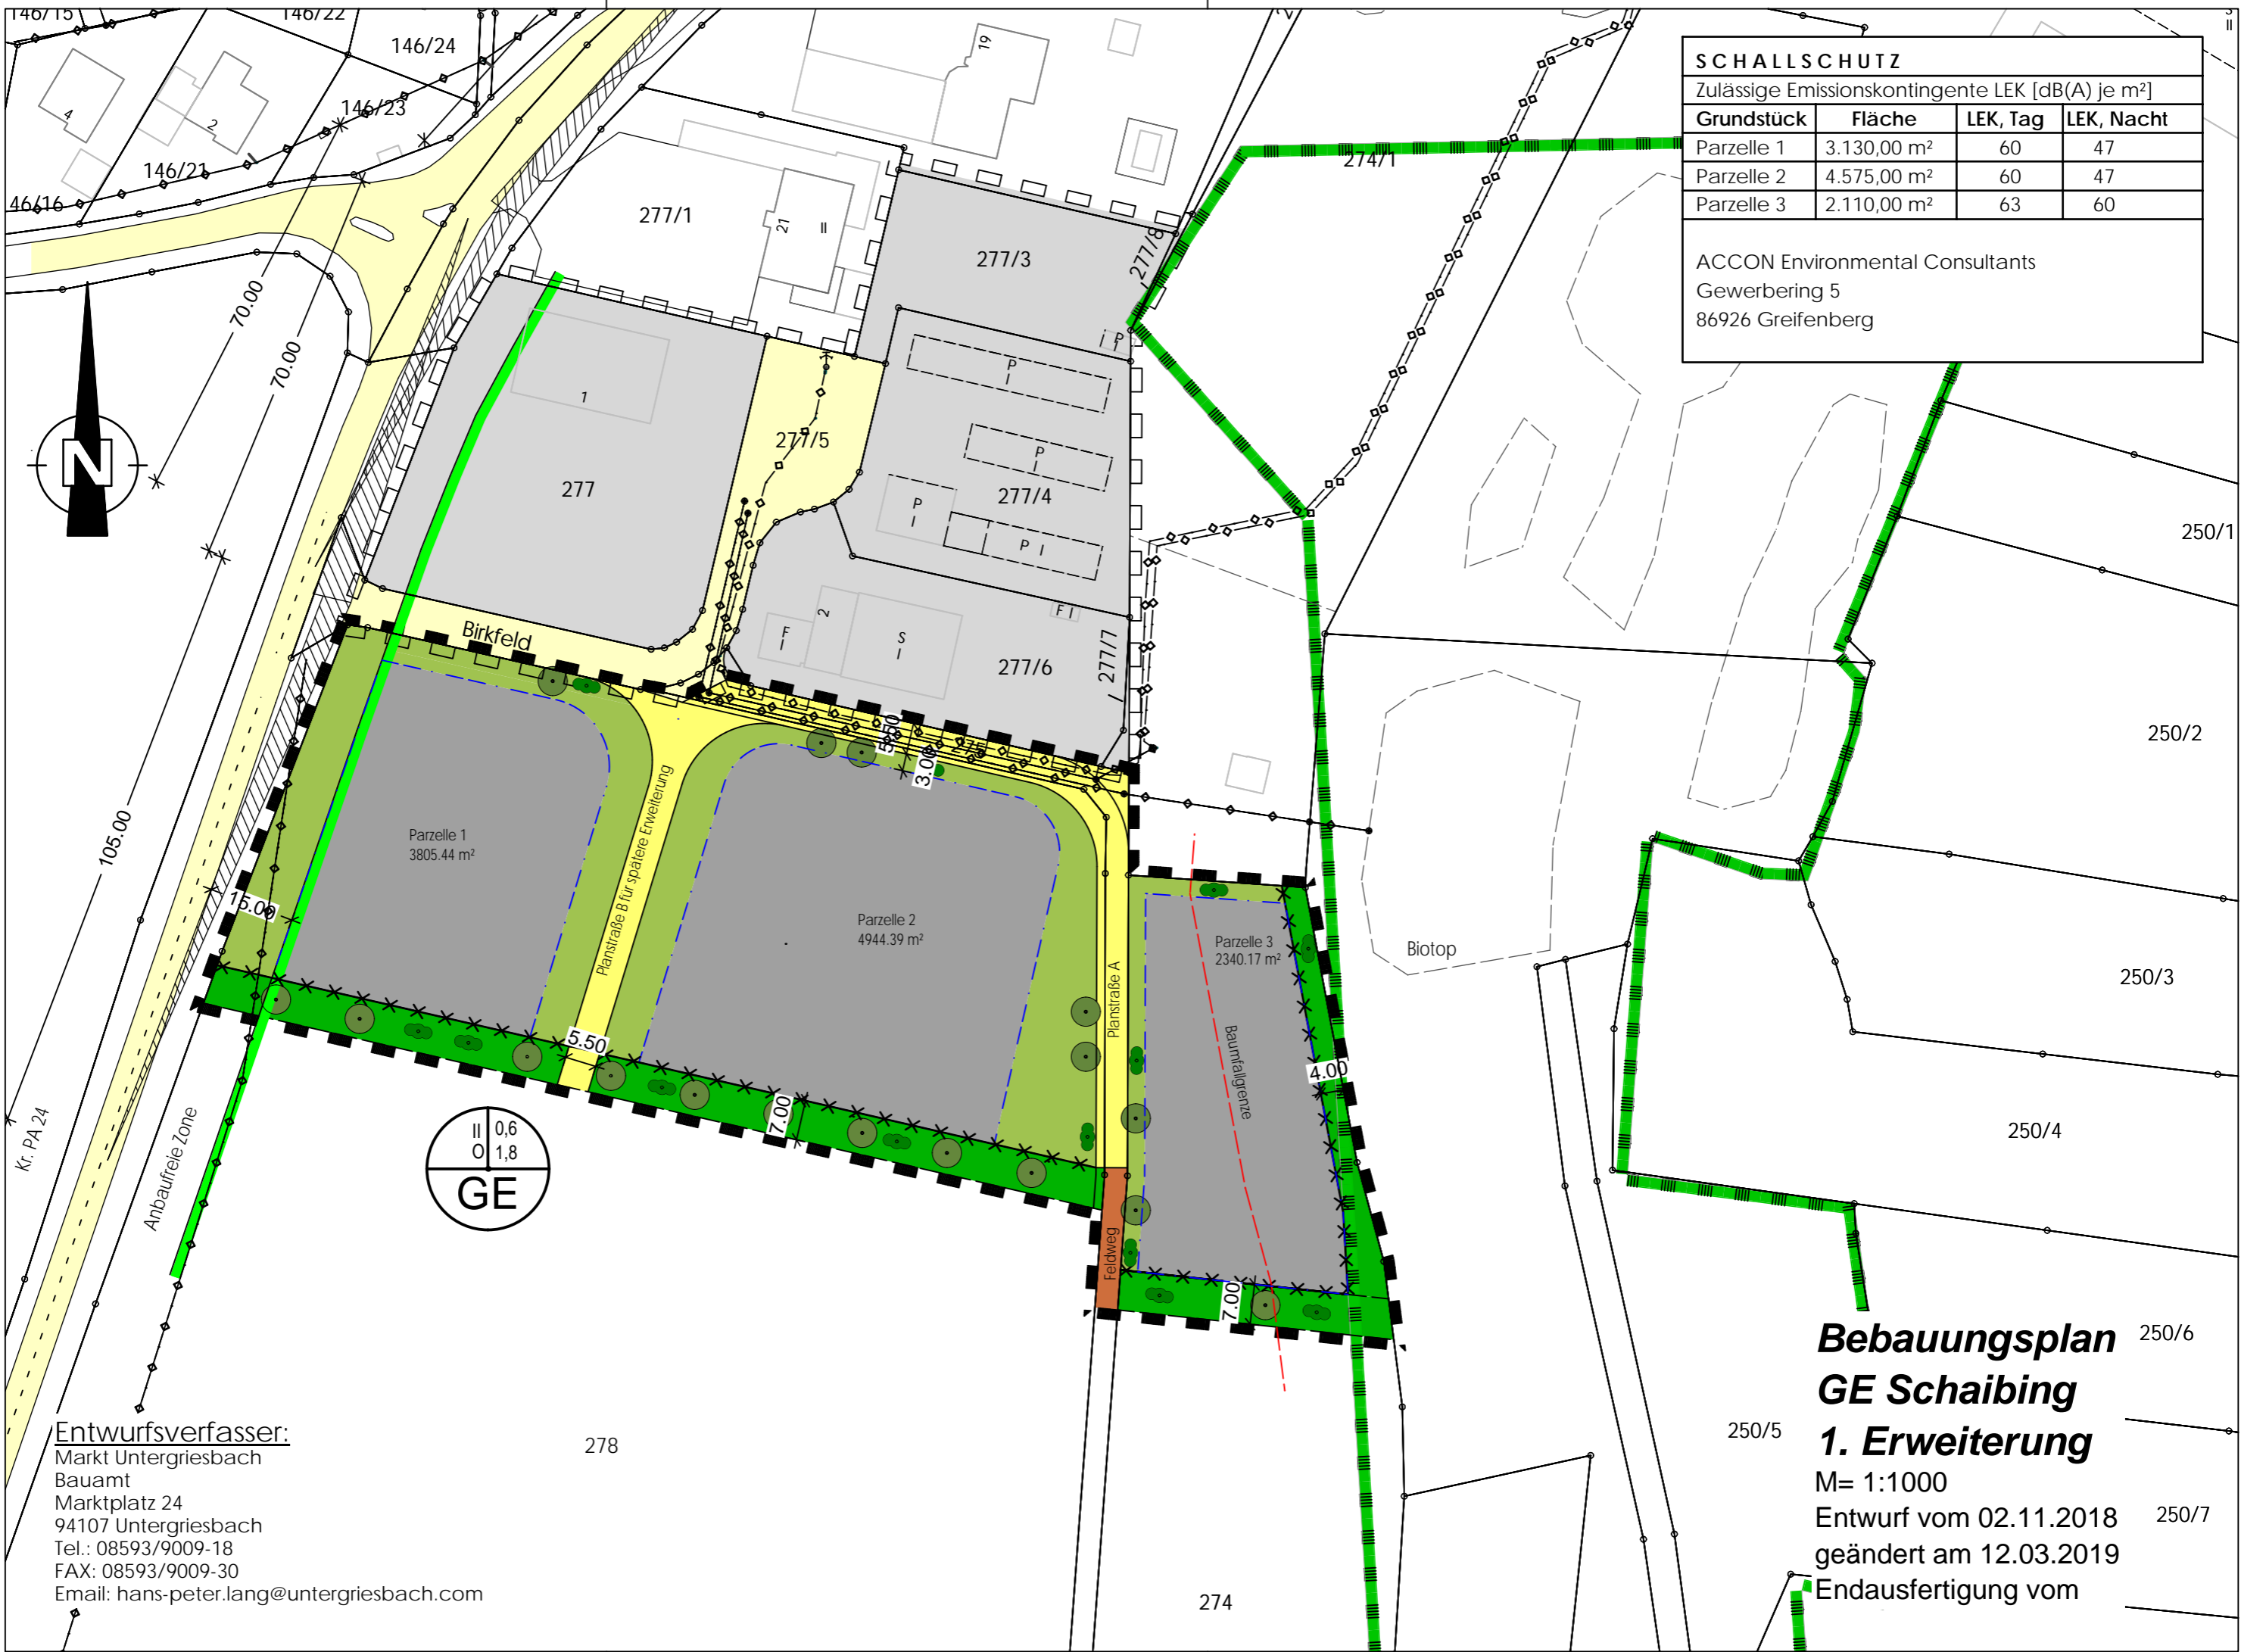 146/15
146/22
146/24
146/23
146/21
46/16
4
2
19
274/1
277/1
21
II
277/3
277/8
3
II
SCHALLSCHUTZ
Zulässige Emissionskontingente LEK [dB(A) je m²]
Grundstück Fläche LEK, Tag LEK, Nacht
Parzelle 1 3.130,00 m² 60 47
Parzelle 2 4.575,00 m² 60 47
Parzelle 3 2.110,00 m² 63 60
ACCON Environmental Consultants
Gewerbering 5
86926 Greifenberg
70.00
70.00
N
1
277
277/5
P
I
P
I
P
I
277/4
P
I
P I
F I
2
F
I
S
I
277/6
277/7
Birkfeld
250/1
250/2
250/3
250/4
250/5
250/6
250/7
5.50
3.00
275
105.00
15.00
Parzelle 1
3805.44 m²
Planstraße B für spätere Erweiterung
Parzelle 2
4944.39 m²
Planstraße A
Parzelle 3
2340.17 m²
Baumfallgrenze
Biotop
4.00
5.50
7.00
7.00
Feldweg
Kr. PA 24
Anbaufreie Zone
II 0,6
O 1,8
GE
278
274
Entwurfsverfasser:
Markt Untergriesbach
Bauamt
Marktplatz 24
94107 Untergriesbach
Tel.: 08593/9009-18
FAX: 08593/9009-30
Email: hans-peter.lang@untergriesbach.com
Bebauungsplan
GE Schaibing
1. Erweiterung
M= 1:1000
Entwurf vom 02.11.2018
geändert am 12.03.2019
Endausfertigung vom